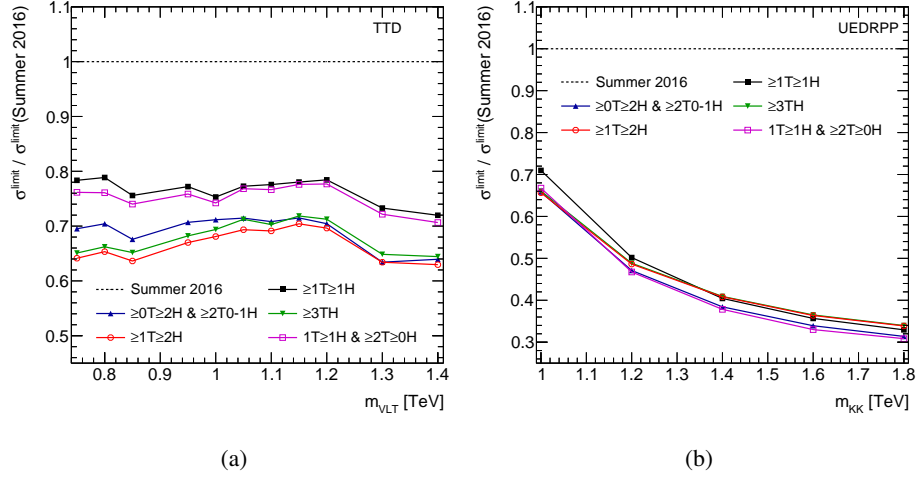 TTD
σ^limit / σ^limit(Summer 2016)
1.1
1
0.9
0.8
0.7
0.6
0.5
Summer 2016
≥1T≥1H
≥0T≥2H & ≥2T0-1H
≥3TH
≥1T≥2H
1T≥1H & ≥2T≥0H
0.8 0.9 1 1.1 1.2 1.3 1.4
m_VLT [TeV]
(a)
UEDRPP
σ^limit / σ^limit(Summer 2016)
1.1
1
0.9
0.8
0.7
0.6
0.5
0.4
0.3
Summer 2016
≥1T≥1H
≥0T≥2H & ≥2T0-1H
≥3TH
≥1T≥2H
1T≥1H & ≥2T≥0H
1 1.1 1.2 1.3 1.4 1.5 1.6 1.7 1.8
m_KK [TeV]
(b)